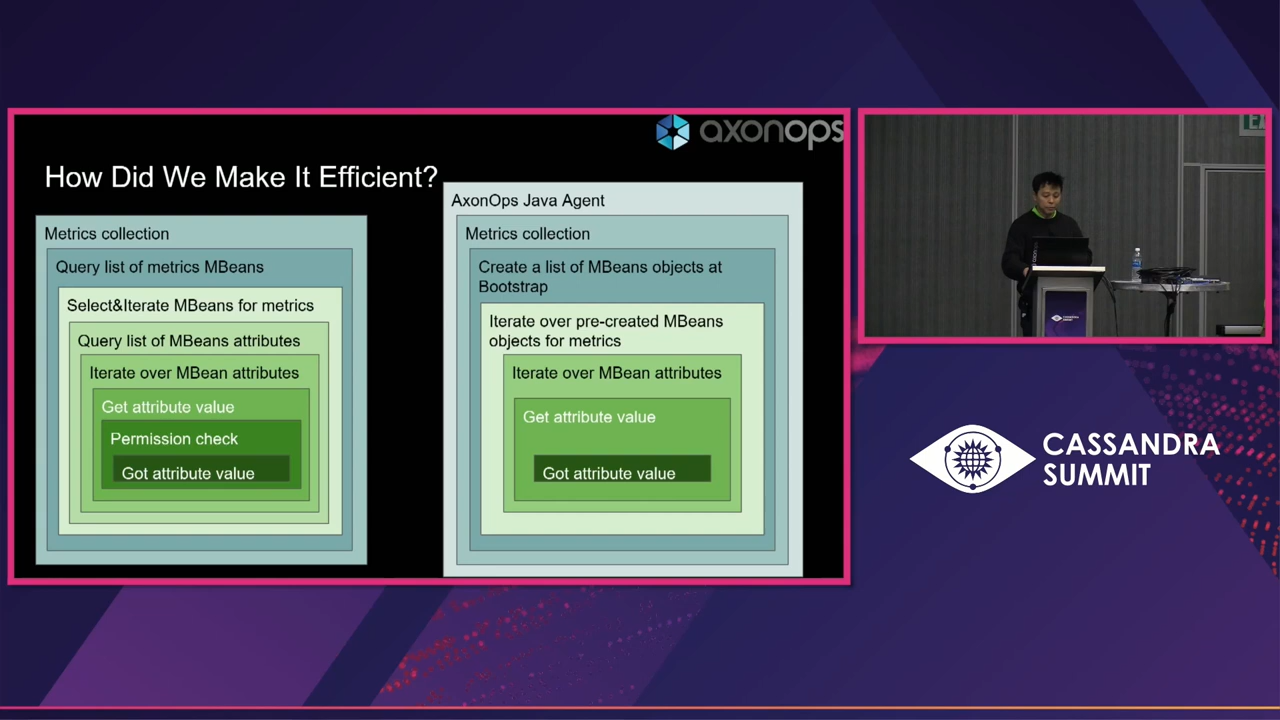 axonops
How Did We Make It Efficient?
Metrics collection
Query list of metrics MBeans
Select&Iterate MBeans for metrics
Query list of MBeans attributes
Iterate over MBean attributes
Get attribute value
Permission check
Got attribute value
AxonOps Java Agent
Metrics collection
Create a list of MBeans objects at
Bootstrap
Iterate over pre-created MBeans
objects for metrics
Iterate over MBean attributes
Get attribute value
Got attribute value
CASSANDRA
SUMMIT